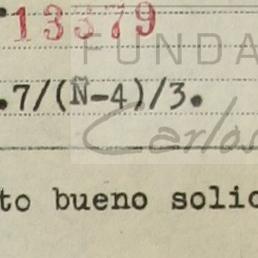 13379
FUNDA
.7/(Ñ-4)/3.
Carlos
to bueno solic